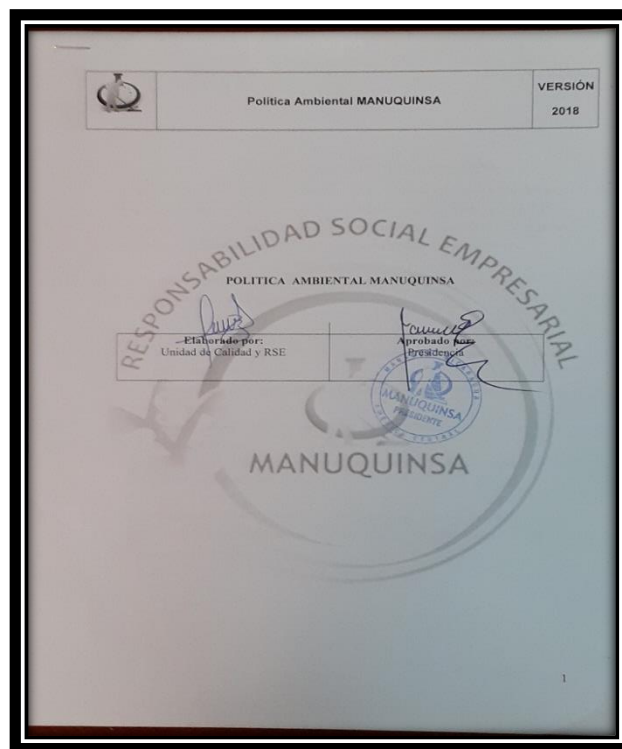 Política Ambiental MANUQUINSA
VERSIÓN
2018
RESPONSABILIDAD SOCIAL EMPRESARIAL
POLITICA AMBIENTAL MANUQUINSA
Elaborado por:
Unidad de Calidad y RSE
Aprobado por:
Presidencia
MANUQUINSA
PRESIDENTE
MANUQUINSA
1